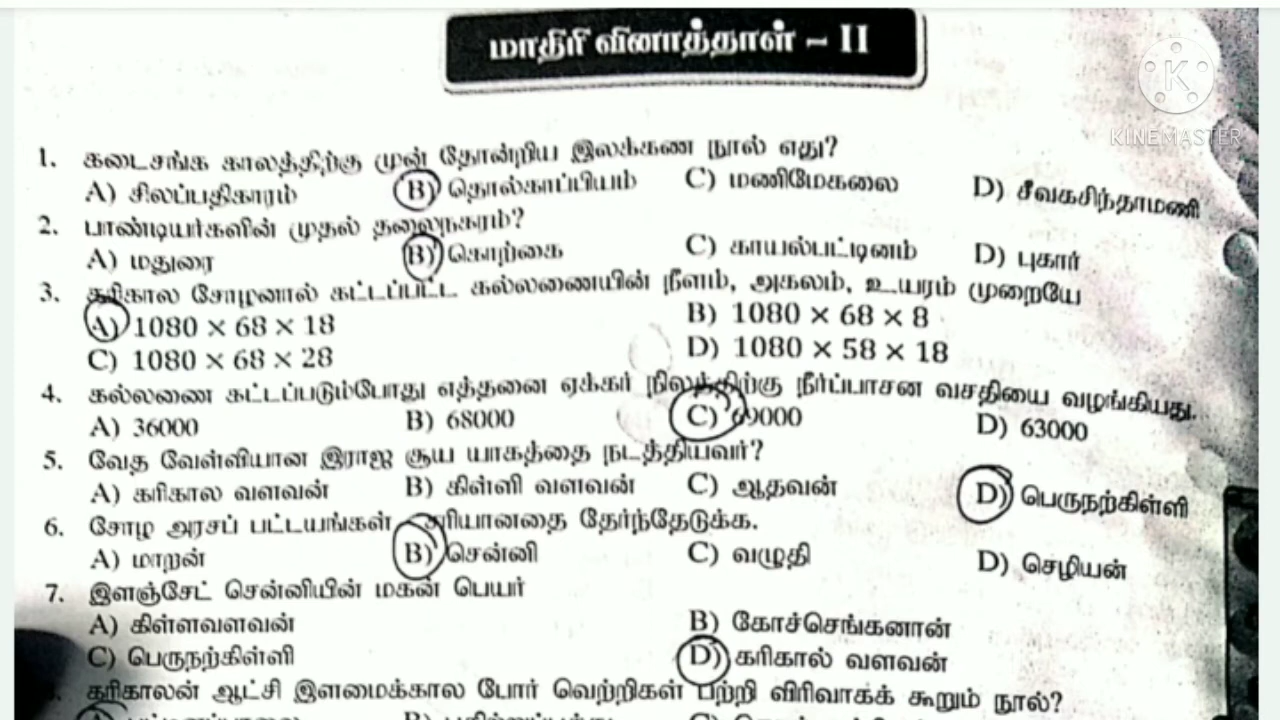 மாதிரி வினாத்தாள் – II
KINEMASTER
1. கடைசங்க காலத்திற்கு முன் தோன்றிய இலக்கண நூல் எது?
A) சிலப்பதிகாரம் B) தொல்காப்பியம் C) மணிமேகலை D) சீவகசிந்தாமணி
2. பாண்டியர்களின் முதல் தலைநகரம்?
A) மதுரை B) கொற்கை C) காயல்பட்டினம் D) புகார்
3. கரிகால சோழனால் கட்டப்பட்ட கல்லணையின் நீளம், அகலம், உயரம் முறையே
A) 1080 × 68 × 18 B) 1080 × 68 × 8
C) 1080 × 68 × 28 D) 1080 × 58 × 18
4. கல்லணை கட்டப்படும்போது எத்தனை ஏக்கர் நிலத்திற்கு நீர்ப்பாசன வசதியை வழங்கியது.
A) 36000 B) 68000 C) 69000 D) 63000
5. வேத வேள்வியான இராஜ சூய யாகத்தை நடத்தியவர்?
A) கரிகால வளவன் B) கிள்ளி வளவன் C) ஆதவன் D) பெருநற்கிள்ளி
6. சோழ அரசப் பட்டயங்கள் சரியானதை தேர்ந்தேடுக்க.
A) மாறன் B) சென்னி C) வழுதி D) செழியன்
7. இளஞ்சேட் சென்னியின் மகன் பெயர்
A) கிள்ளவளவன் B) கோச்செங்கனான்
C) பெருநற்கிள்ளி D) கரிகால் வளவன்
கரிகாலன் ஆட்சி இளமைக்கால போர் வெற்றிகள் பற்றி விரிவாகக் கூறும் நூல்?